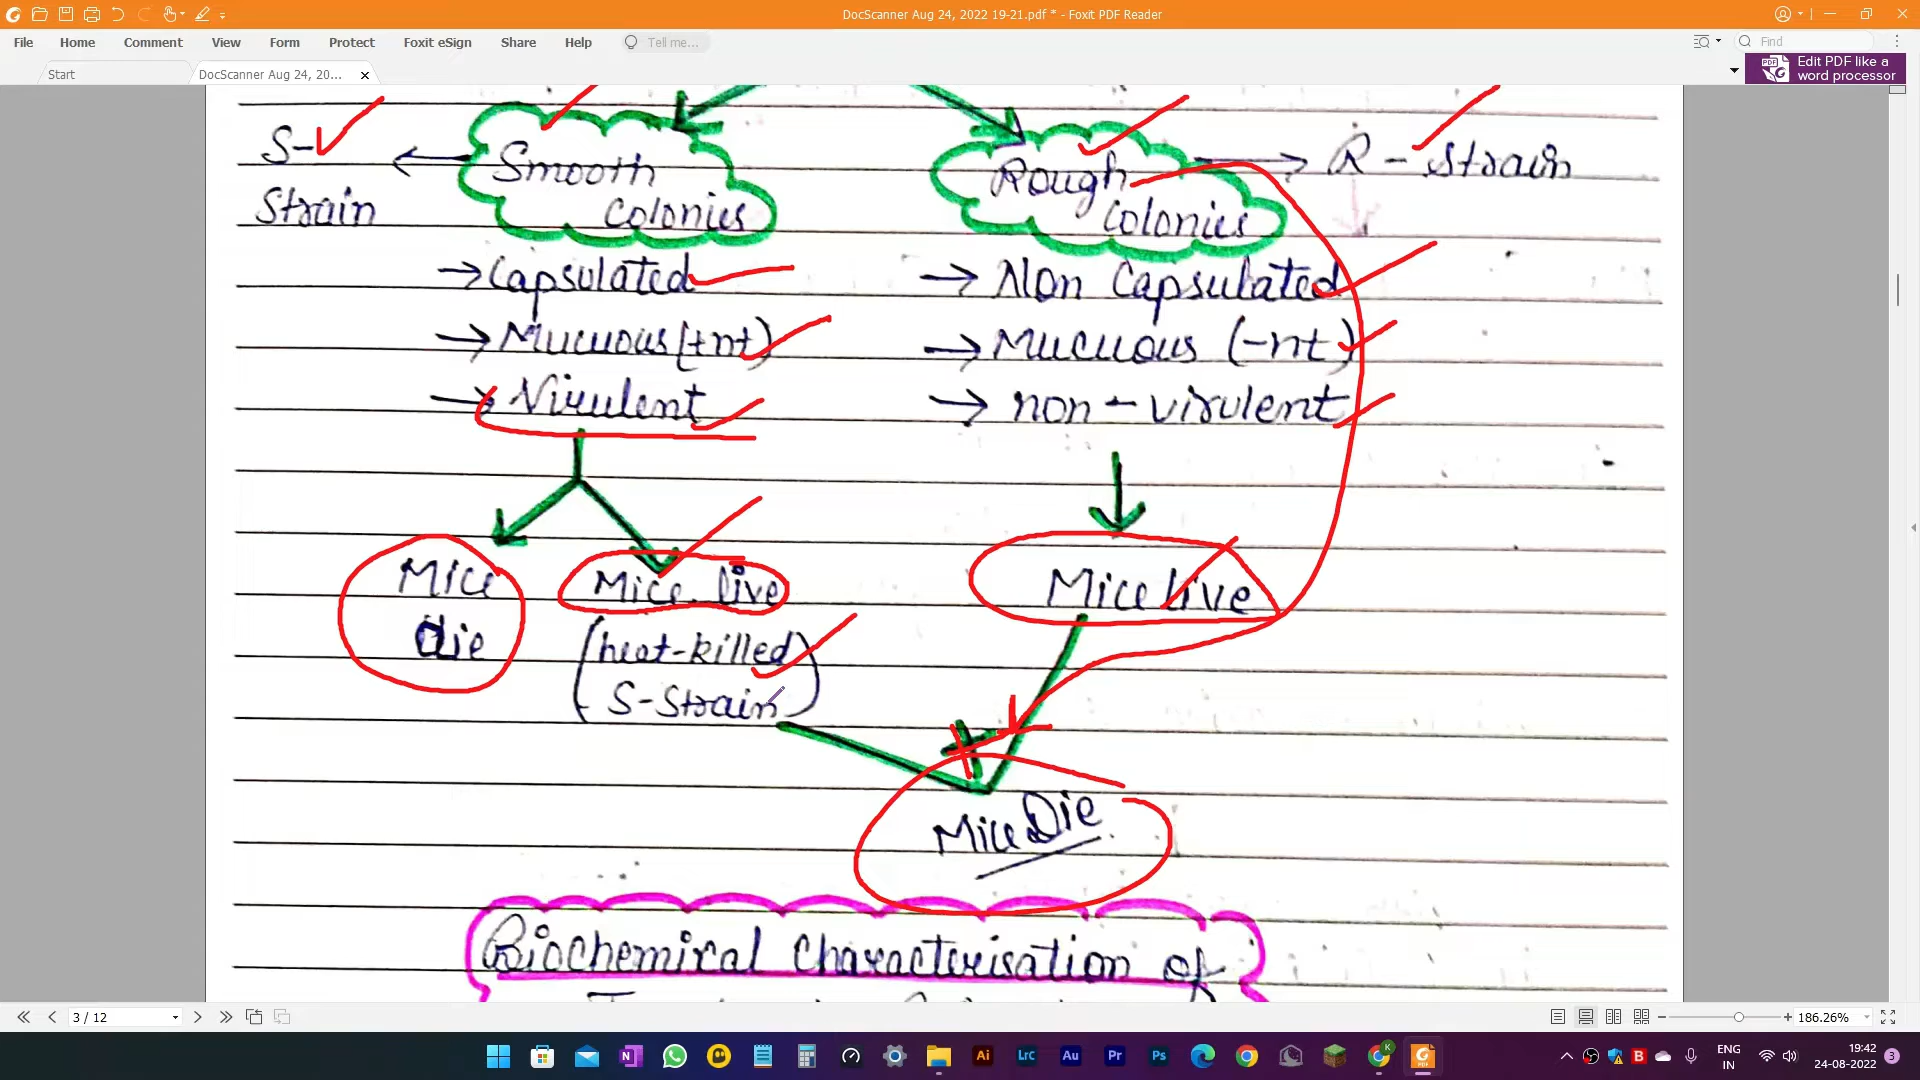 DocScanner Aug 24, 2022 19-21.pdf * - Foxit PDF Reader
File Home Comment View Form Protect Foxit eSign Share Help Tell me... Find
Start DocScanner Aug 24, 20... Edit PDF like a
word processor
S-
Strain
Smooth
Colonies
Rough
Colonies
R - Strain
→ Capsulated
→ Non Capsulated
→ Mucuous (+nt)
→ Mucuous (-nt)
→ Virulent
→ non - virulent
Mice
die
Mice live
(heat-killed
S-Strain)
Mice live
+
Mice Die
Biochemical Characterisation of
3 / 12 186.26%
ENG
IN
19:42
24-08-2022
3